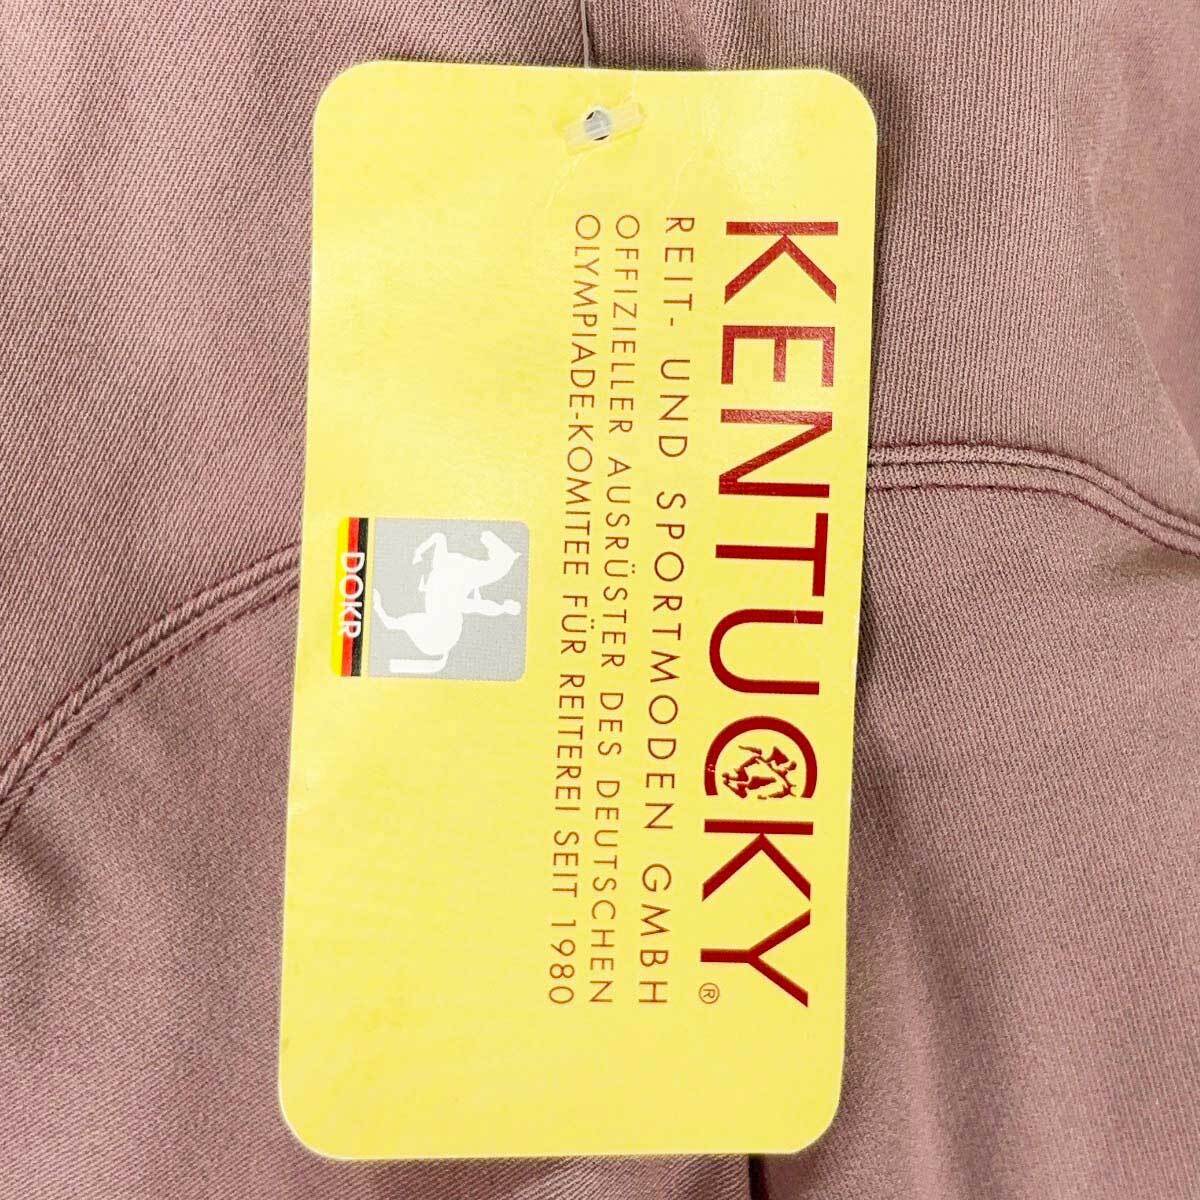 KENTUCKY®
REIT- UND SPORTMODEN GMBH
OFFIZIELLER AUSRÜSTER DES DEUTSCHEN
OLYMPIADE-KOMITEE FÜR REITEREI SEIT 1980
DOKR